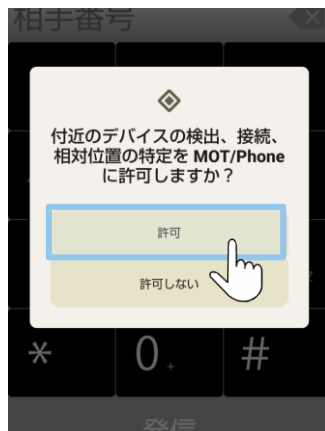 相手番号
付近のデバイスの検出、接続、
相対位置の特定を MOT/Phone
に許可しますか？
許可
許可しない
* 0 + #
発信